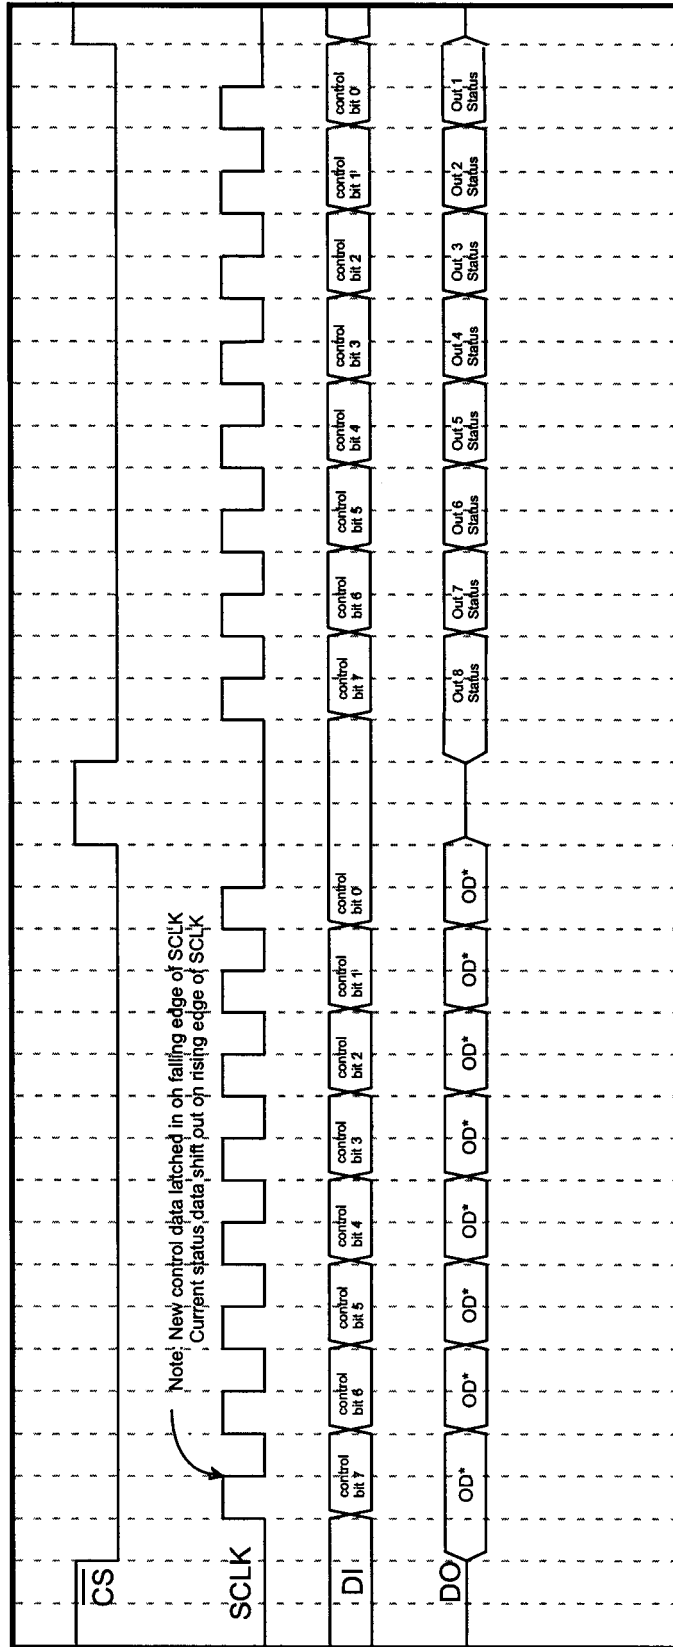 CS
Note: New control data latched in on falling edge of SCLK
Current status data shift out on rising edge of SCLK
SCLK
DI
control
bit 7
control
bit 6
control
bit 5
control
bit 4
control
bit 3
control
bit 2
control
bit 1
control
bit 0
control
bit 7
control
bit 6
control
bit 5
control
bit 4
control
bit 3
control
bit 2
control
bit 1
control
bit 0
DO
OD*
OD*
OD*
OD*
OD*
OD*
OD*
OD*
Out 8
Status
Out 7
Status
Out 6
Status
Out 5
Status
Out 4
Status
Out 3
Status
Out 2
Status
Out 1
Status